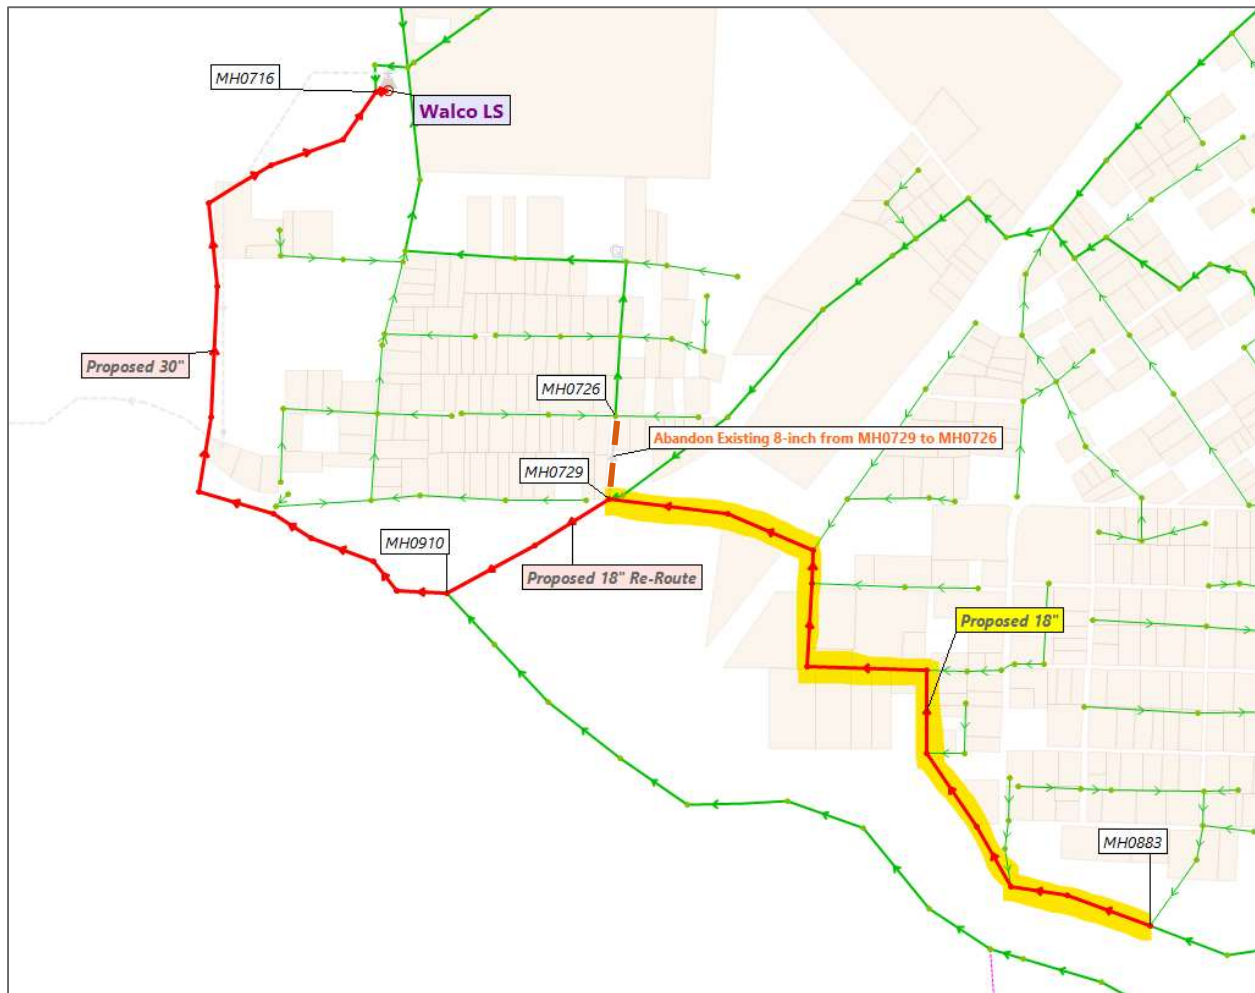 MH0716
Walco LS
Proposed 30"
MH0726
Abandon Existing 8-inch from MH0729 to MH0726
MH0729
MH0910
Proposed 18" Re-Route
Proposed 18"
MH0883